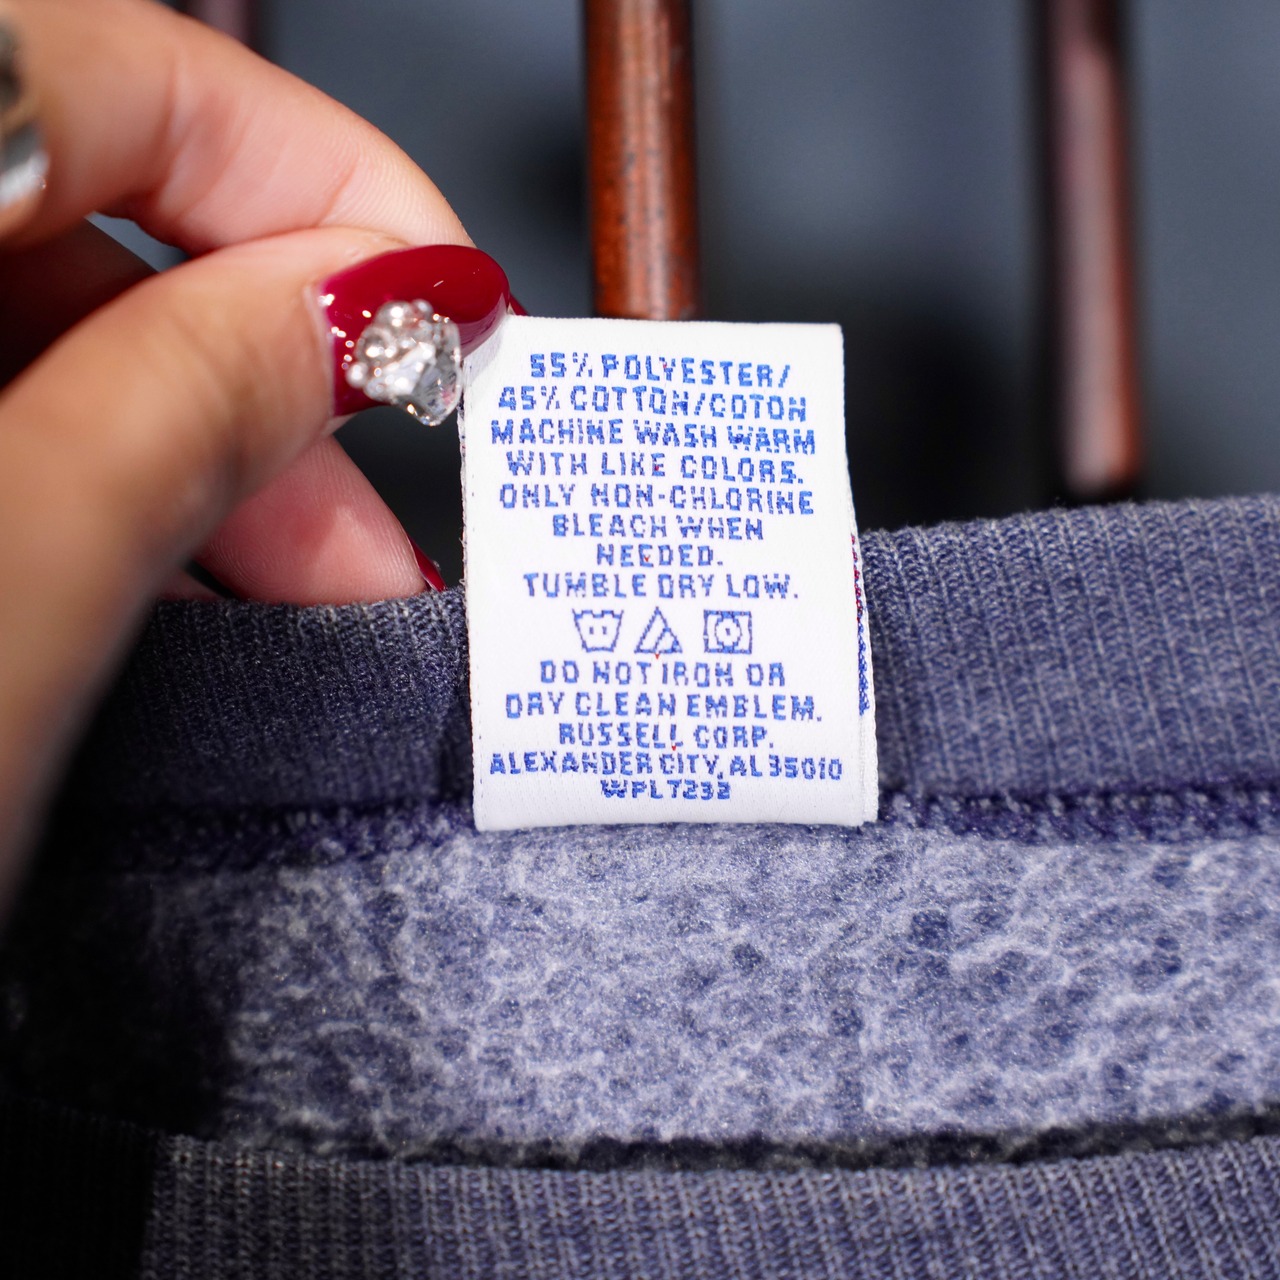 55% POLYESTER/
45% COTTON/COTON
MACHINE WASH WARM
WITH LIKE COLORS.
ONLY NON-CHLORINE
BLEACH WHEN
NEEDED.
TUMBLE DRY LOW.
DO NOT IRON OR
DRY CLEAN EMBLEM.
RUSSELL CORP.
ALEXANDER CITY, AL 35010
WPL 7232